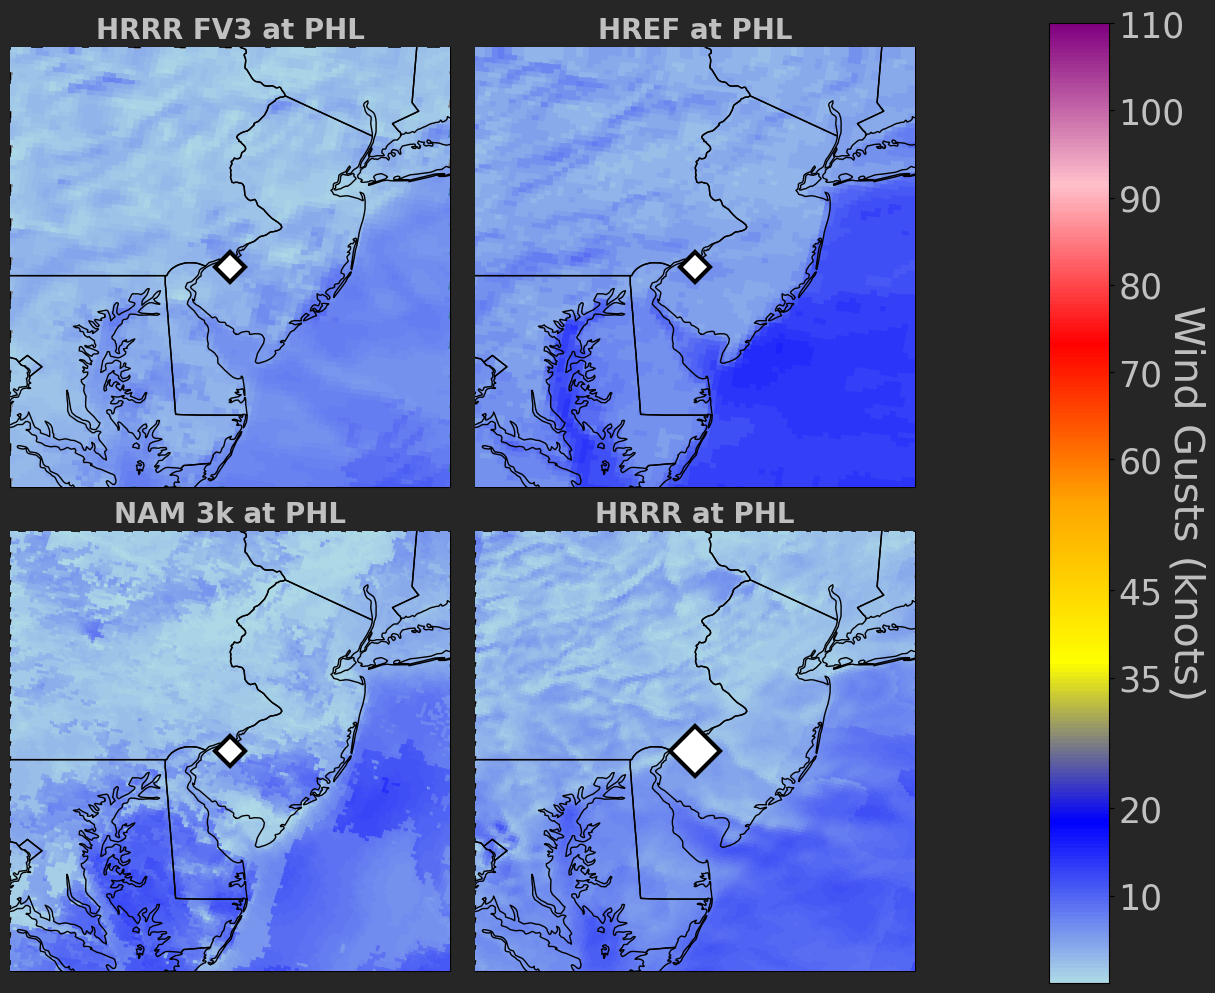 HRRR FV3 at PHL
HREF at PHL
NAM 3k at PHL
HRRR at PHL
110
100
90
80
70
60
45
35
20
10
Wind Gusts (knots)